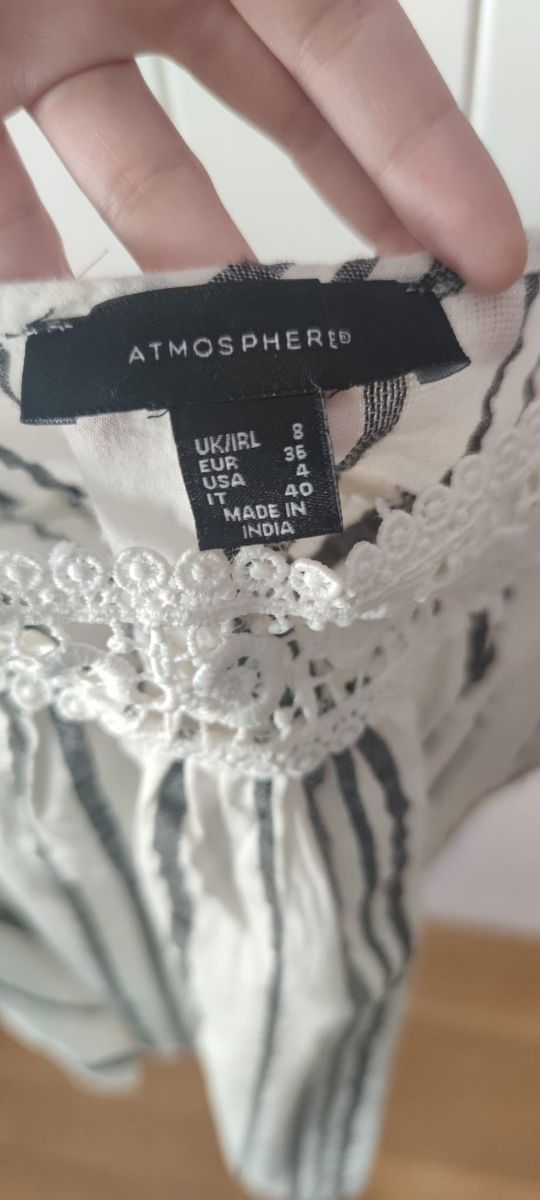 ATMOSPHERE®
UK/IRL 8
EUR 36
USA 4
IT 40
MADE IN
INDIA